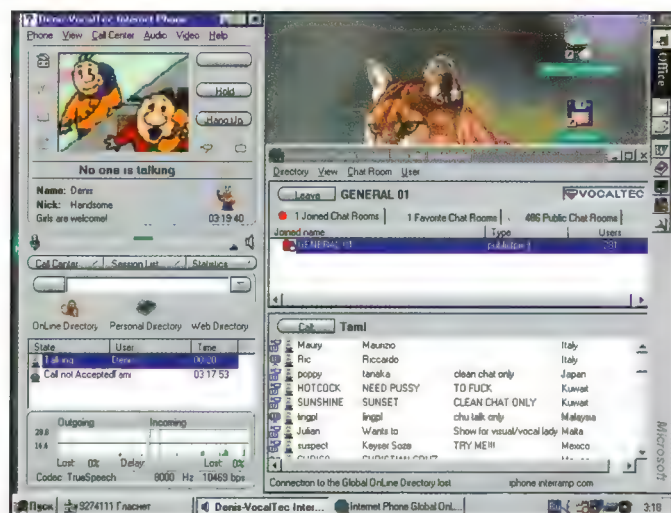 Denis-VocalTec Internet Phone
Phone View Call Center Audio Video Help
Hold
Hang Up
No one is talking
Name: Denis
Nick: Handsome
Girls are welcome!
03:19:40
Call Center
Session List
Statistics
OnLine Directory Personal Directory Web Directory
State User Time
Talking Denis 00:20
Call not Accepted Tami 03:17:53
Outgoing Incoming
28.8
14.4
Lost 0% Delay Lost 0%
Codec TrueSpeech 8000 Hz 10469 bps
Office
Directory View Chat Room User
Leave GENERAL 01
VOCALTEC
1 Joined Chat Rooms
1 Favorite Chat Rooms
486 Public Chat Rooms
Joined name Type Users
GENERAL 01 281
Call Tami
Maury Maurizio Italy
Ric Riccardo Italy
poppy tanaka clean chat only Japan
HOTCOCK NEED PUSSY TO FUCK Kuwait
SUNSHINE SUNSET CLEAN CHAT ONLY Kuwait
lingpl lingpl chu talk only Malaysia
Julian Wants to Show for visual/vocal lady Malta
suspect Keyser Soze TRY ME!!! Mexico
Connection to the Global OnLine Directory lost iphone.interramp.com
Microsoft
Пуск
9274111 Гласнет
Denis-VocalTec Inter...
Internet Phone Global OnL...
3:18